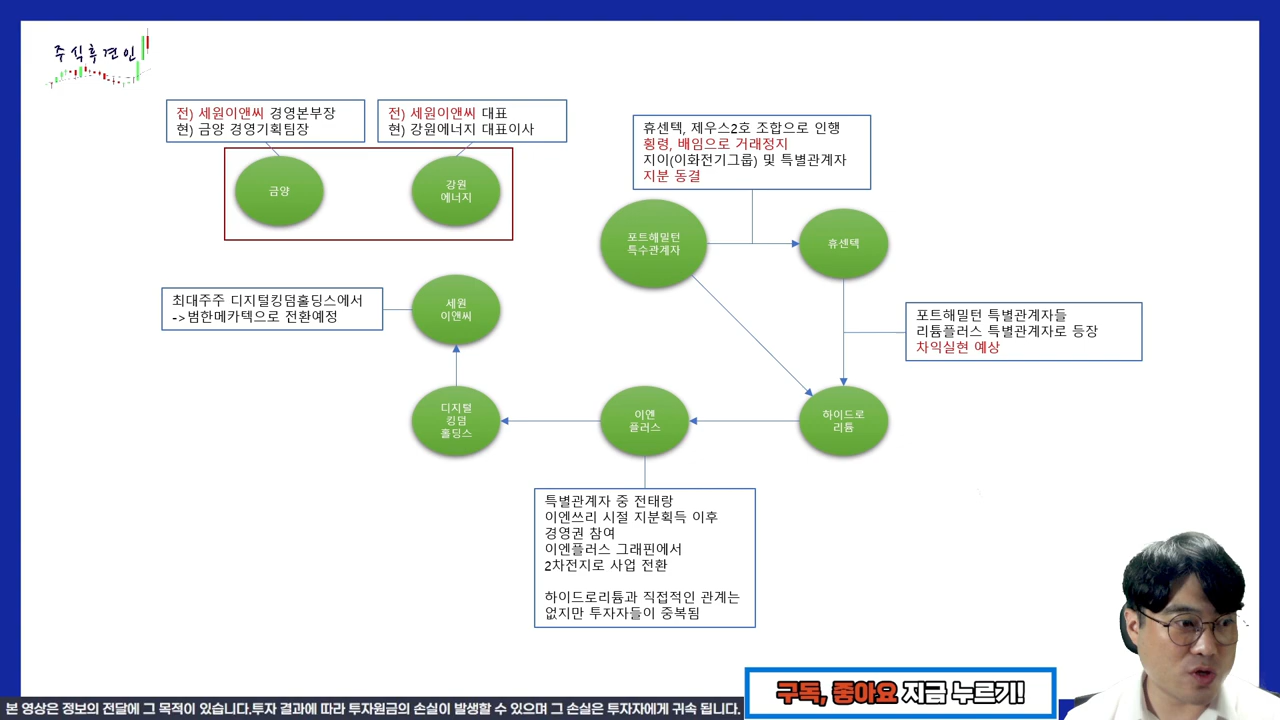 주식후견인
전) 세원이앤씨 경영본부장
현) 금양 경영기획팀장
전) 세원이앤씨 대표
현) 강원에너지 대표이사
휴센텍, 제우스2호 조합으로 인행
횡령, 배임으로 거래정지
지이(이화전기그룹) 및 특별관계자
지분 동결
금양
강원
에너지
포트해밀턴
특수관계자
휴센텍
최대주주 디지털킹덤홀딩스에서
->범한메카텍으로 전환예정
세원
이앤씨
포트해밀턴 특별관계자들
리튬플러스 특별관계자로 등장
차익실현 예상
디지털
킹덤
홀딩스
이엔
플러스
하이드로
리튬
특별관계자 중 전태랑
이엔쓰리 시절 지분획득 이후
경영권 참여
이엔플러스 그래핀에서
2차전지로 사업 전환
하이드로리튬과 직접적인 관계는
없지만 투자자들이 중복됨
구독, 좋아요 지금 누르기!
본 영상은 정보의 전달에 그 목적이 있습니다.투자 결과에 따라 투자원금의 손실이 발생할 수 있으며 그 손실은 투자자에게 귀속 됩니다.